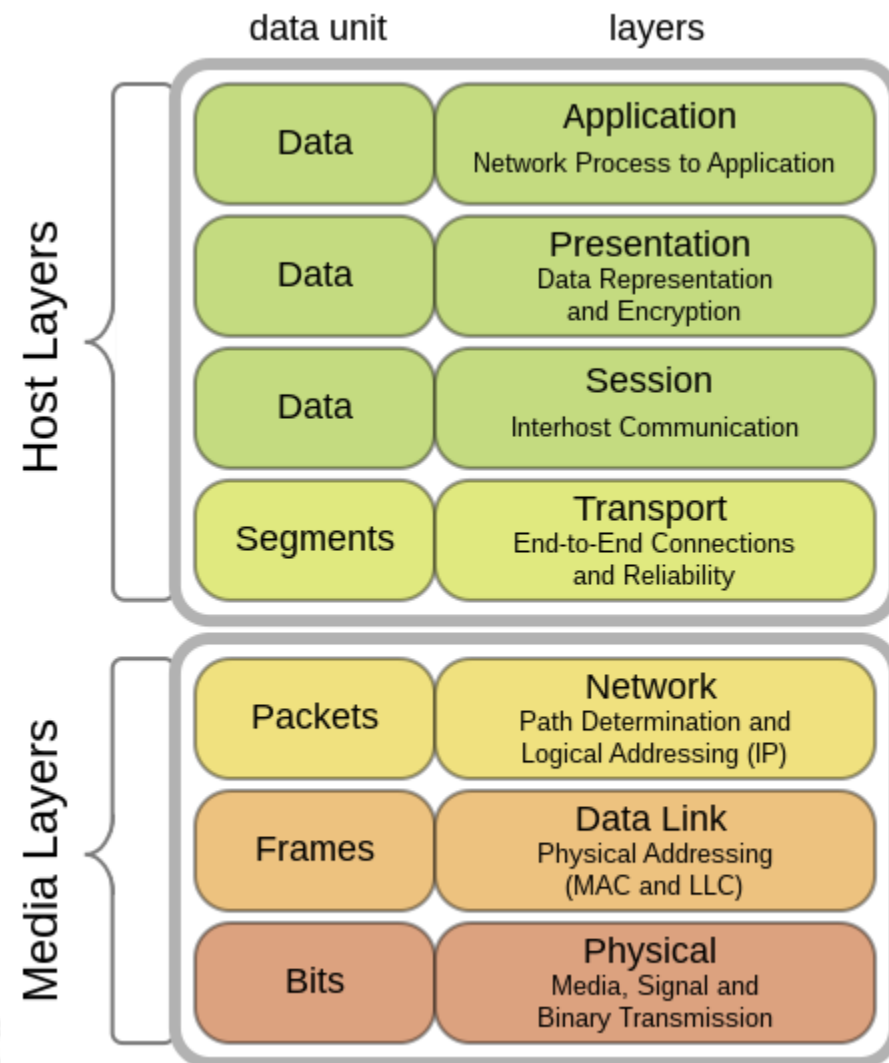 data unit layers
Host Layers
Data
Application
Network Process to Application
Data
Presentation
Data Representation
and Encryption
Data
Session
Interhost Communication
Segments
Transport
End-to-End Connections
and Reliability
Media Layers
Packets
Network
Path Determination and
Logical Addressing (IP)
Frames
Data Link
Physical Addressing
(MAC and LLC)
Bits
Physical
Media, Signal and
Binary Transmission